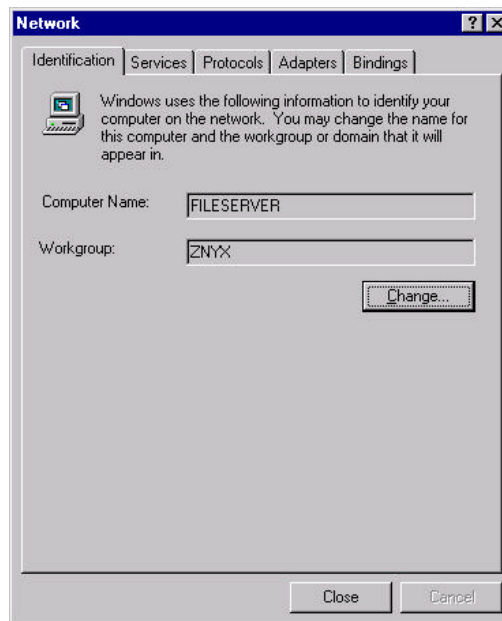 Network
Identification Services Protocols Adapters Bindings
Windows uses the following information to identify your
computer on the network. You may change the name for
this computer and the workgroup or domain that it will
appear in.
Computer Name: FILESERVER
Workgroup: ZNYX
Change...
Close Cancel